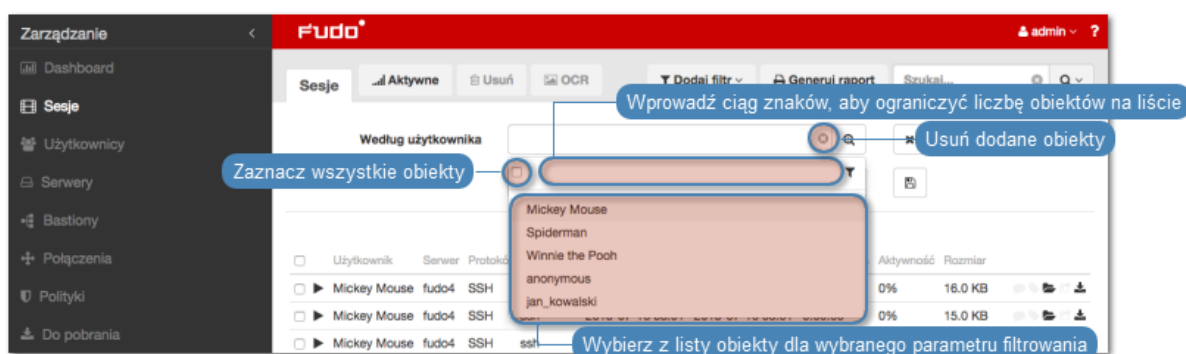 Zarządzanie
FUDO
admin
?
Dashboard
Sesje
Użytkownicy
Serwery
Bastiony
Połączenia
Polityki
Do pobrania
Sesje
Aktywne
Usuń
OCR
Dodaj filtr
Generuj raport
Szukaj...
Wprowadź ciąg znaków, aby ograniczyć liczbę obiektów na liście
Według użytkownika
Usuń dodane obiekty
Zaznacz wszystkie obiekty
Mickey Mouse
Spiderman
Winnie the Pooh
anonymous
jan_kowalski
Użytkownik Serwer Aktywność Rozmiar
Mickey Mouse fudo4 SSH 0% 16.0 KB
Mickey Mouse fudo4 SSH 0% 15.0 KB
Mickey Mouse fudo4 SSH ssh
Wybierz z listy obiekty dla wybranego parametru filtrowania